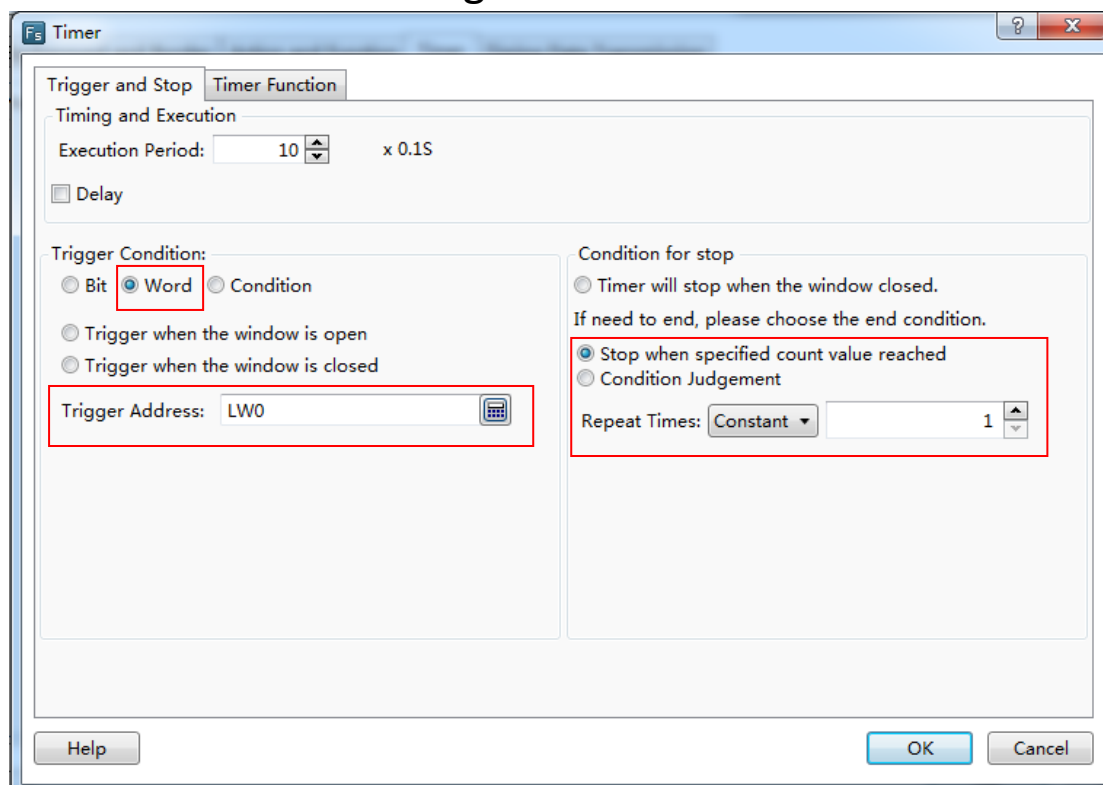 Fs Timer
Trigger and Stop Timer Function
Timing and Execution
Execution Period: 10 x 0.1S
Delay
Trigger Condition:
Bit Word Condition
Trigger when the window is open
Trigger when the window is closed
Trigger Address: LW0
Condition for stop
Timer will stop when the window closed.
If need to end, please choose the end condition.
Stop when specified count value reached
Condition Judgement
Repeat Times: Constant 1
Help OK Cancel